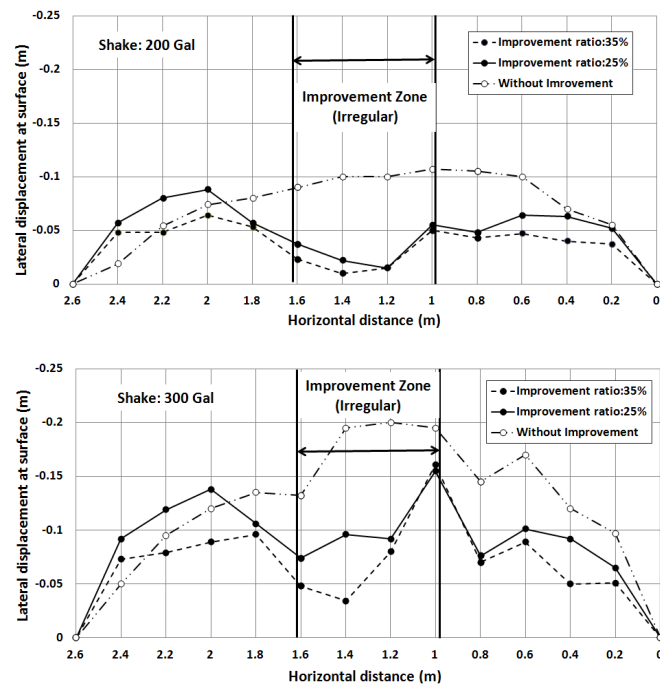 Shake: 200 Gal
Improvement Zone
(Irregular)
Improvement ratio:35%
Improvement ratio:25%
Without Imrovement
Lateral displacement at surface (m)
-0.25
-0.2
-0.15
-0.1
-0.05
0
2.6 2.4 2.2 2 1.8 1.6 1.4 1.2 1 0.8 0.6 0.4 0.2 0
Horizontal distance (m)
Shake: 300 Gal
Improvement Zone
(Irregular)
Improvement ratio:35%
Improvement ratio:25%
Without Improvement
Lateral displacement at surface (m)
-0.25
-0.2
-0.15
-0.1
-0.05
0
2.6 2.4 2.2 2 1.8 1.6 1.4 1.2 1 0.8 0.6 0.4 0.2 0
Horizontal distance (m)